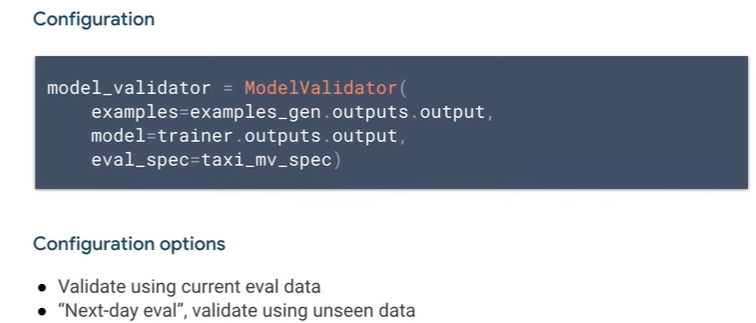 Configuration
model_validator = ModelValidator(
    examples=examples_gen.outputs.output,
    model=trainer.outputs.output,
    eval_spec=taxi_mv_spec)
Configuration options
● Validate using current eval data
● “Next-day eval”, validate using unseen data